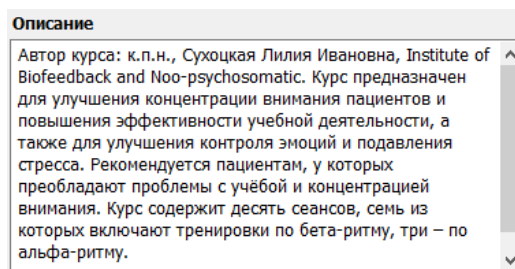 Описание
Автор курса: к.п.н., Сухоцкая Лилия Ивановна, Institute of
Biofeedback and Noo-psychosomatic. Курс предназначен
для улучшения концентрации внимания пациентов и
повышения эффективности учебной деятельности, а
также для улучшения контроля эмоций и подавления
стресса. Рекомендуется пациентам, у которых
преобладают проблемы с учёбой и концентрацией
внимания. Курс содержит десять сеансов, семь из
которых включают тренировки по бета-ритму, три – по
альфа-ритму.